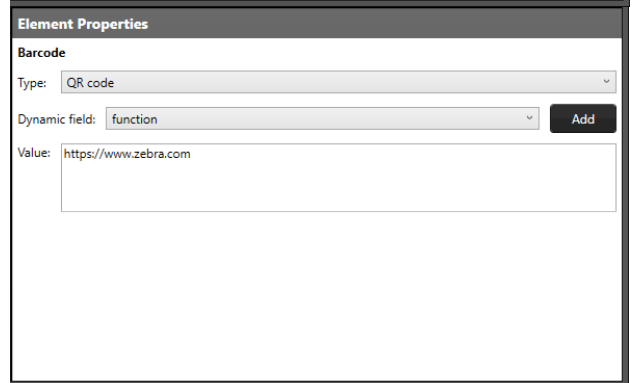 Element Properties
Barcode
Type: QR code
Dynamic field: function Add
Value: https://www.zebra.com